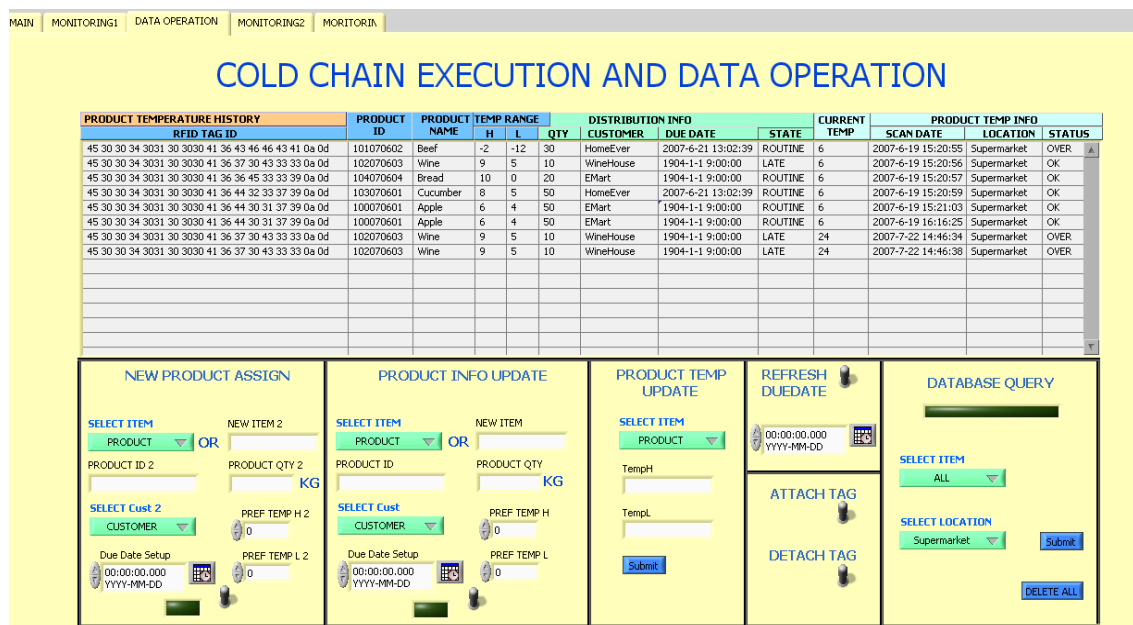 MAIN MONITORING1 DATA OPERATION MONITORING2 MORITORIN
COLD CHAIN EXECUTION AND DATA OPERATION
PRODUCT TEMPERATURE HISTORY PRODUCT ID PRODUCT NAME TEMP RANGE DISTRIBUTION INFO CURRENT TEMP PRODUCT TEMP INFO
RFID TAG ID H L QTY CUSTOMER DUE DATE STATE SCAN DATE LOCATION STATUS
45 30 30 34 3031 30 3030 41 36 43 46 46 43 41 0a 0d 101070602 Beef -2 -12 30 HomeEver 2007-6-21 13:02:39 ROUTINE 6 2007-6-19 15:20:55 Supermarket OVER
45 30 30 34 3031 30 3030 41 36 37 30 43 33 33 0a 0d 102070603 Wine 9 5 10 WineHouse 1904-1-1 9:00:00 LATE 6 2007-6-19 15:20:56 Supermarket OK
45 30 30 34 3031 30 3030 41 36 36 45 33 33 39 0a 0d 104070604 Bread 10 0 20 EMart 1904-1-1 9:00:00 ROUTINE 6 2007-6-19 15:20:57 Supermarket OK
45 30 30 34 3031 30 3030 41 36 44 32 33 37 39 0a 0d 103070601 Cucumber 8 5 50 HomeEver 2007-6-21 13:02:39 ROUTINE 6 2007-6-19 15:20:59 Supermarket OK
45 30 30 34 3031 30 3030 41 36 44 30 31 37 39 0a 0d 100070601 Apple 6 4 50 EMart 1904-1-1 9:00:00 ROUTINE 6 2007-6-19 15:21:03 Supermarket OK
45 30 30 34 3031 30 3030 41 36 44 30 31 37 39 0a 0d 100070601 Apple 6 4 50 EMart 1904-1-1 9:00:00 ROUTINE 6 2007-6-19 16:16:25 Supermarket OK
45 30 30 34 3031 30 3030 41 36 37 30 43 33 33 0a 0d 102070603 Wine 9 5 10 WineHouse 1904-1-1 9:00:00 LATE 24 2007-7-22 14:46:34 Supermarket OVER
45 30 30 34 3031 30 3030 41 36 37 30 43 33 33 0a 0d 102070603 Wine 9 5 10 WineHouse 1904-1-1 9:00:00 LATE 24 2007-7-22 14:46:38 Supermarket OVER
NEW PRODUCT ASSIGN
SELECT ITEM NEW ITEM 2
PRODUCT OR
PRODUCT ID 2 PRODUCT QTY 2
KG
SELECT Cust 2 PREF TEMP H 2
CUSTOMER 0
Due Date Setup PREF TEMP L 2
00:00:00.000 0
YYYY-MM-DD
PRODUCT INFO UPDATE
SELECT ITEM NEW ITEM
PRODUCT OR
PRODUCT ID PRODUCT QTY
KG
SELECT Cust PREF TEMP H
CUSTOMER 0
Due Date Setup PREF TEMP L
00:00:00.000 0
YYYY-MM-DD
PRODUCT TEMP
UPDATE
SELECT ITEM
PRODUCT
TempH
TempL
Submit
REFRESH
DUEDATE
00:00:00.000
YYYY-MM-DD
ATTACH TAG
DETACH TAG
DATABASE QUERY
SELECT ITEM
ALL
SELECT LOCATION
Supermarket Submit
DELETE ALL